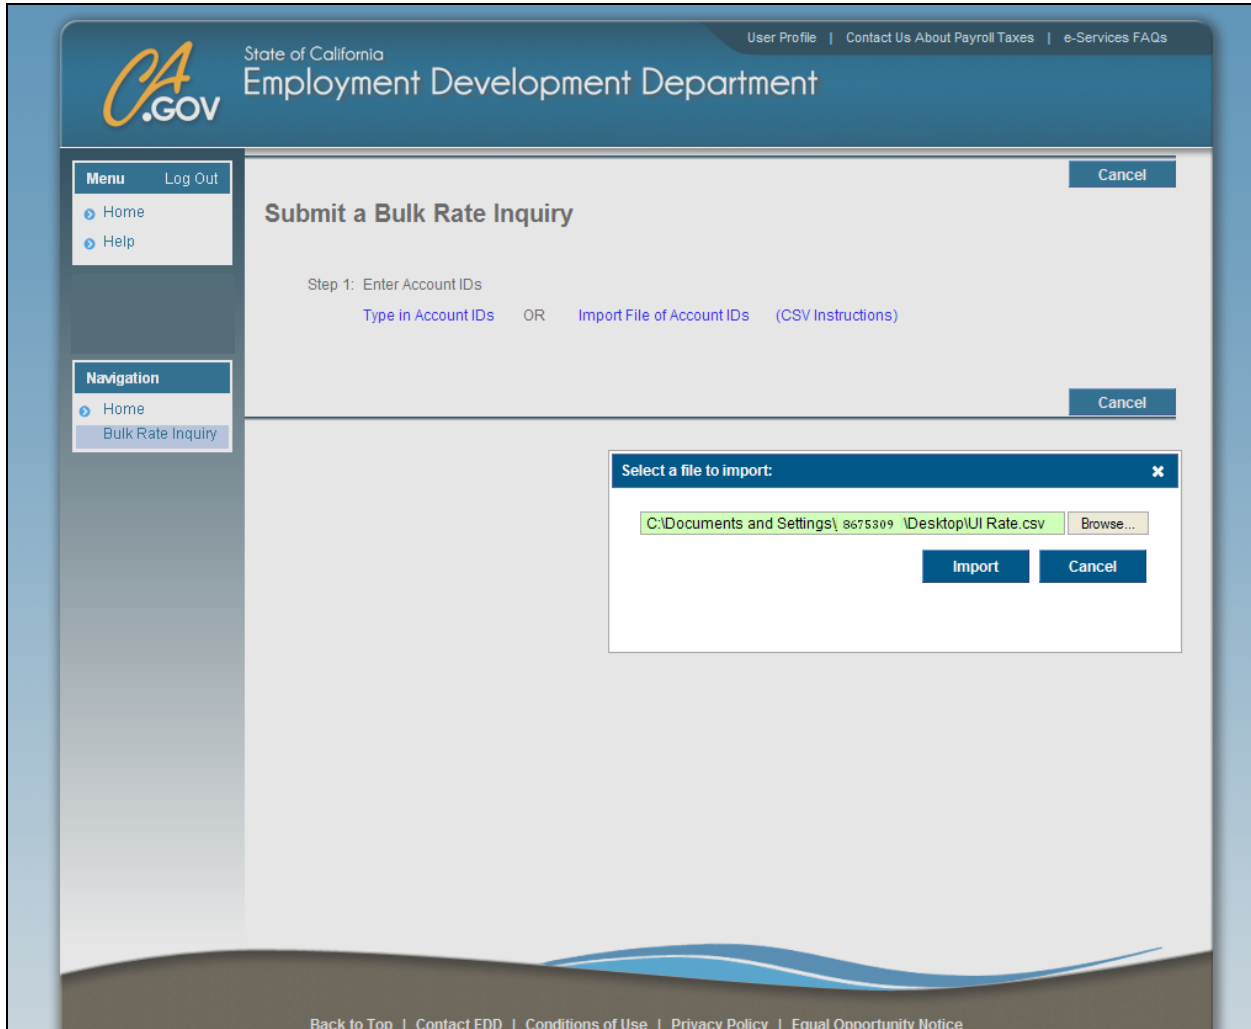 User Profile | Contact Us About Payroll Taxes | e-Services FAQs
CA.GOV
State of California
Employment Development Department
Menu Log Out
Home
Help
Cancel
Submit a Bulk Rate Inquiry
Step 1: Enter Account IDs
Type in Account IDs OR Import File of Account IDs (CSV Instructions)
Navigation
Home
Bulk Rate Inquiry
Cancel
Select a file to import:
C:\Documents and Settings\ 8675309 \Desktop\UI Rate.csv Browse...
Import Cancel
Back to Top | Contact EDD | Conditions of Use | Privacy Policy | Equal Opportunity Notice